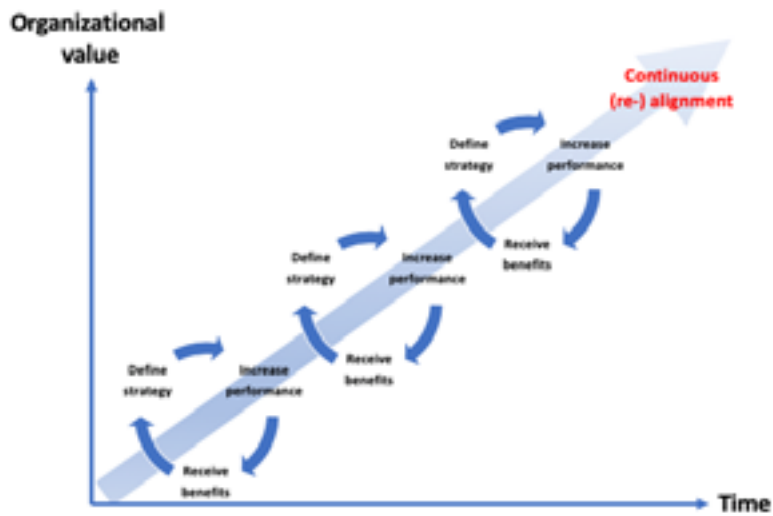 Organizational
value
Continuous
(re-) alignment
Define
strategy
Increase
performance
Receive
benefits
Define
strategy
Increase
performance
Receive
benefits
Define
strategy
Increase
performance
Receive
benefits
Time